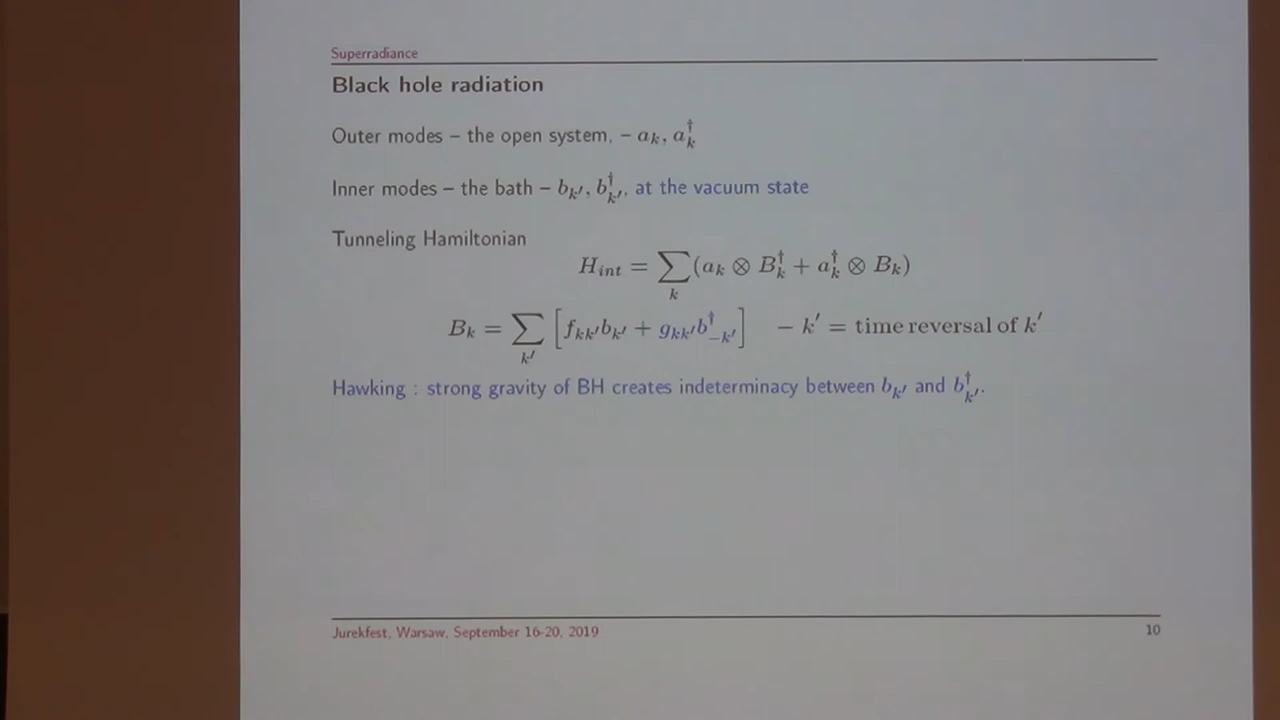 Superradiance
Black hole radiation
Outer modes – the open system, – a_k, a_k^†
Inner modes – the bath – b_{k′}, b_{k′}^†, at the vacuum state
Tunneling Hamiltonian
H_{int} = ∑_k (a_k ⊗ B_k^† + a_k^† ⊗ B_k)
B_k = ∑_{k′} [f_{kk′} b_{k′} + g_{kk′} b_{−k′}^†] − k′ = time reversal of k′
Hawking : strong gravity of BH creates indeterminacy between b_{k′} and b_{k′}^†.
Jurekfest, Warsaw, September 16-20, 2019 10